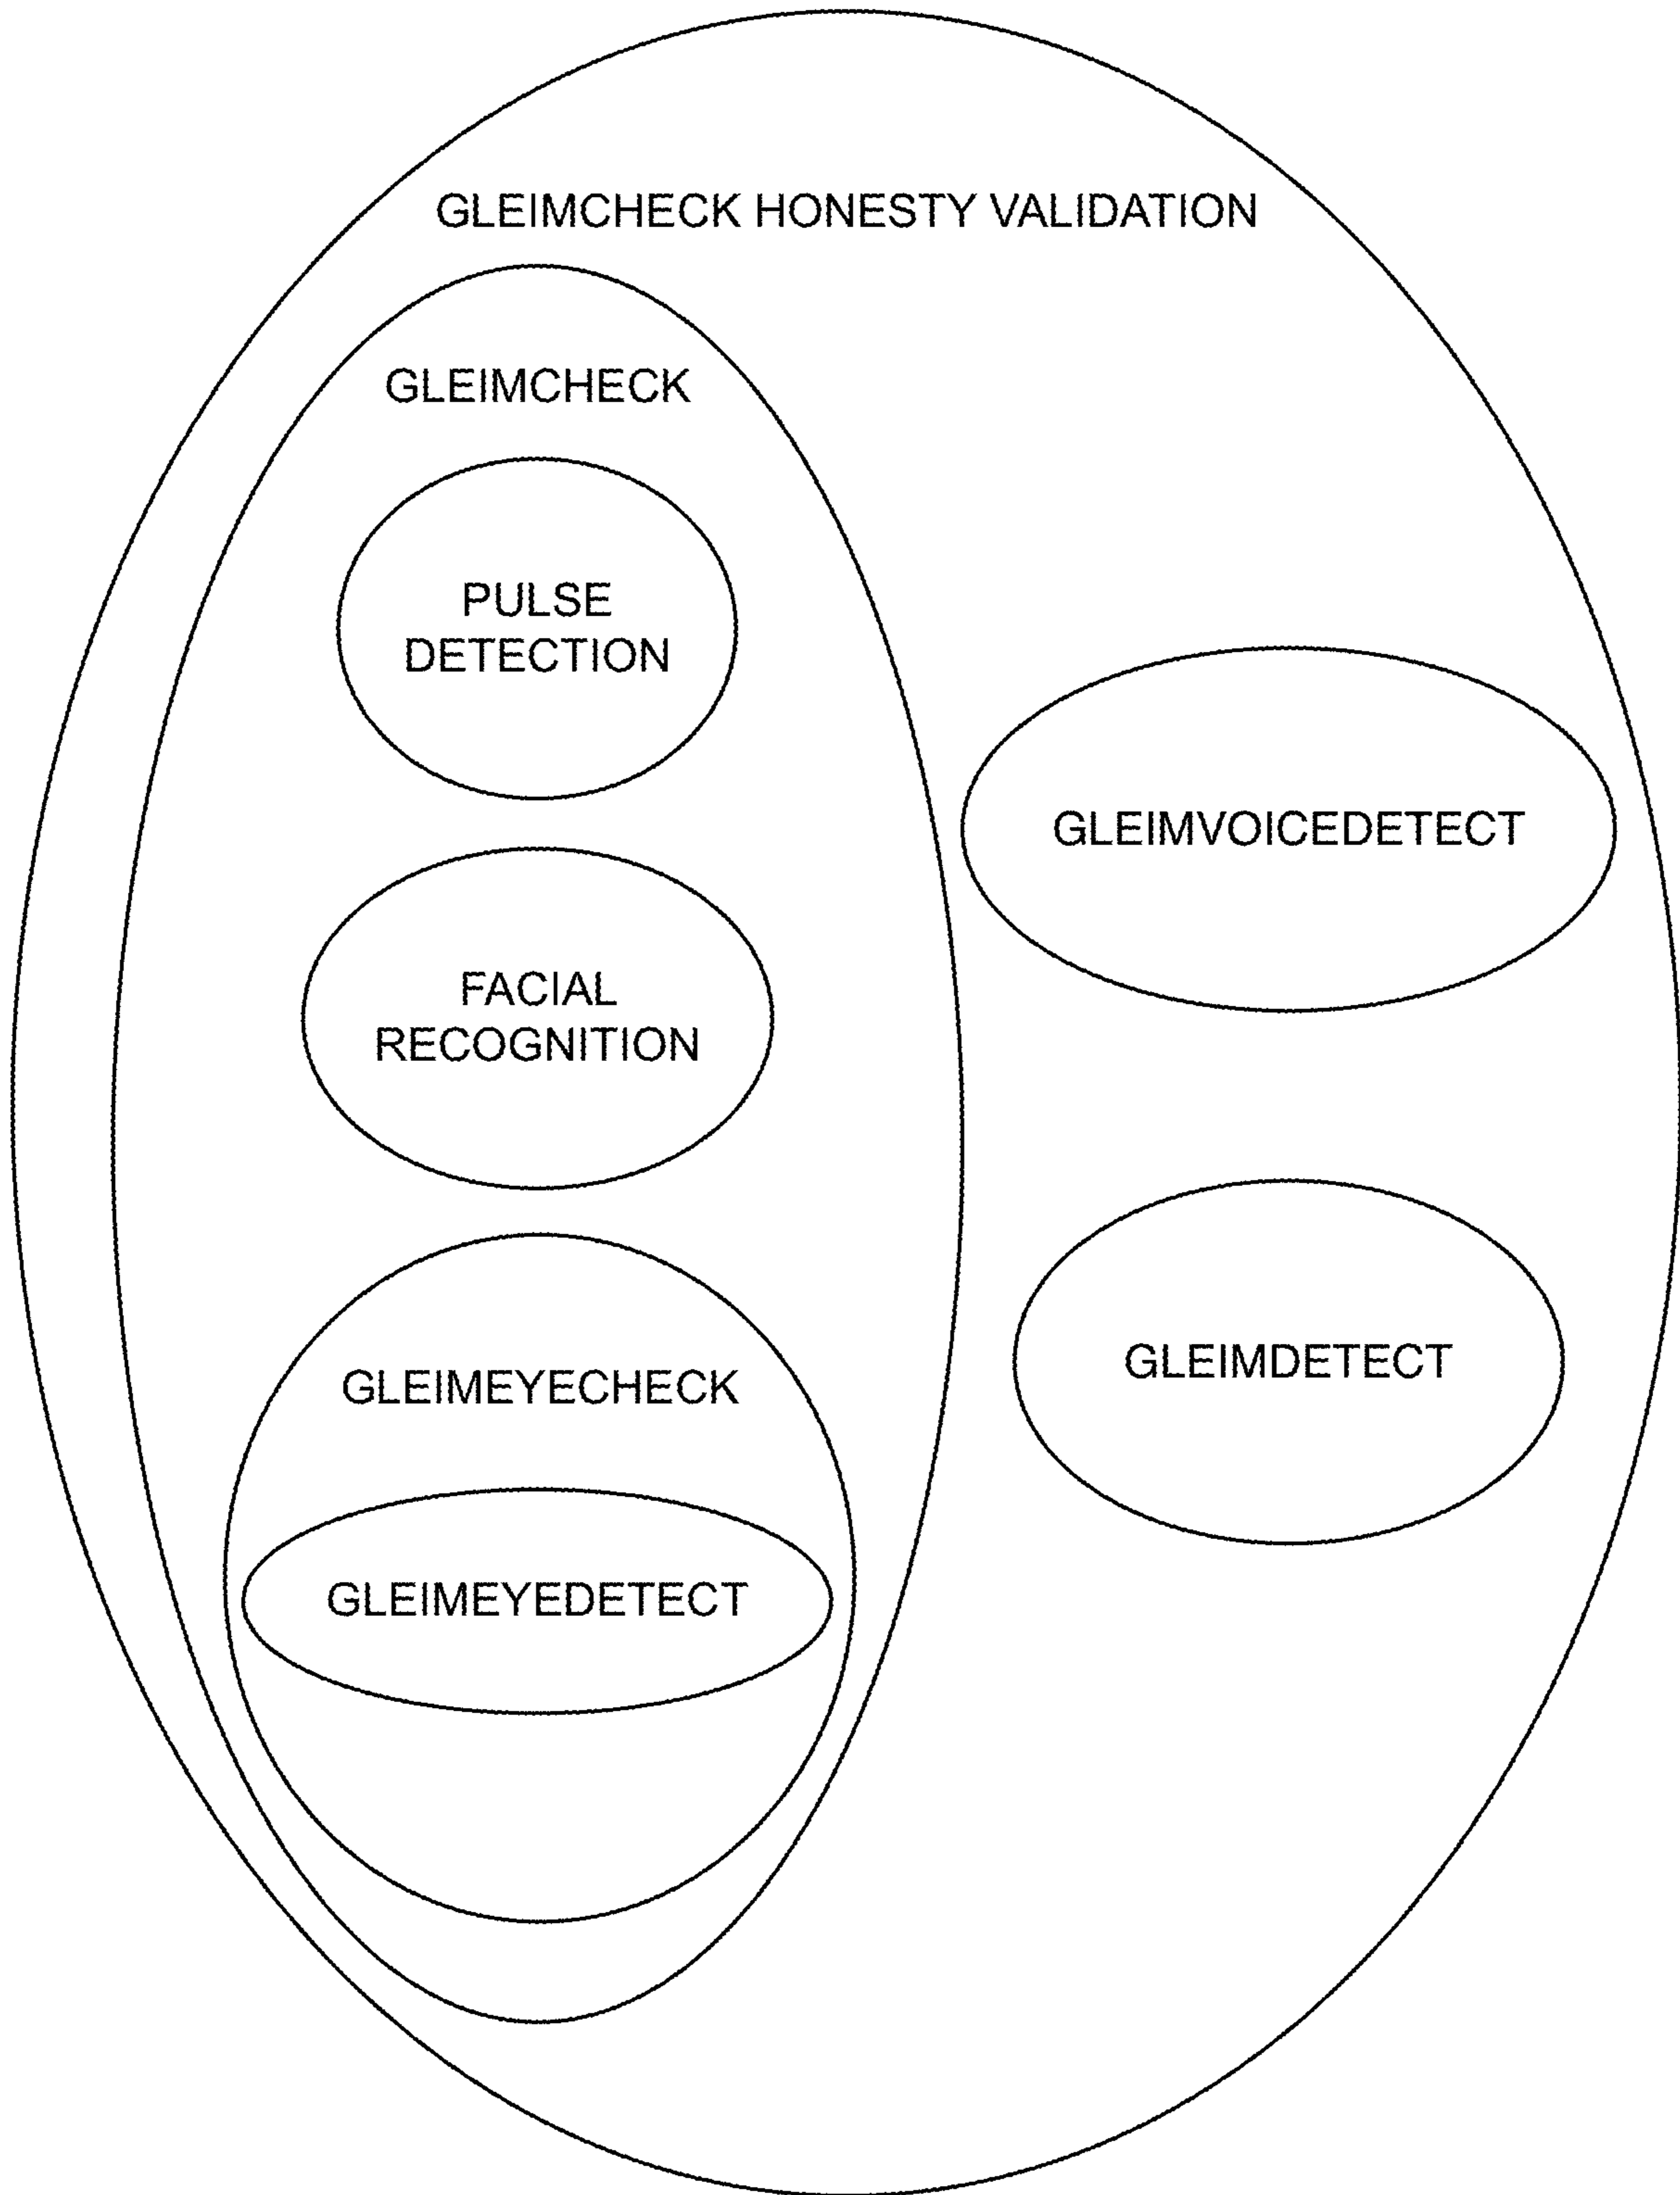 GLEIMCHECK HONESTY VALIDATION
GLEIMCHECK
PULSE
DETECTION
FACIAL
RECOGNITION
GLEIMEYECHECK
GLEIMEYEDETECT
GLEIMVOICEDETECT
GLEIMDETECT